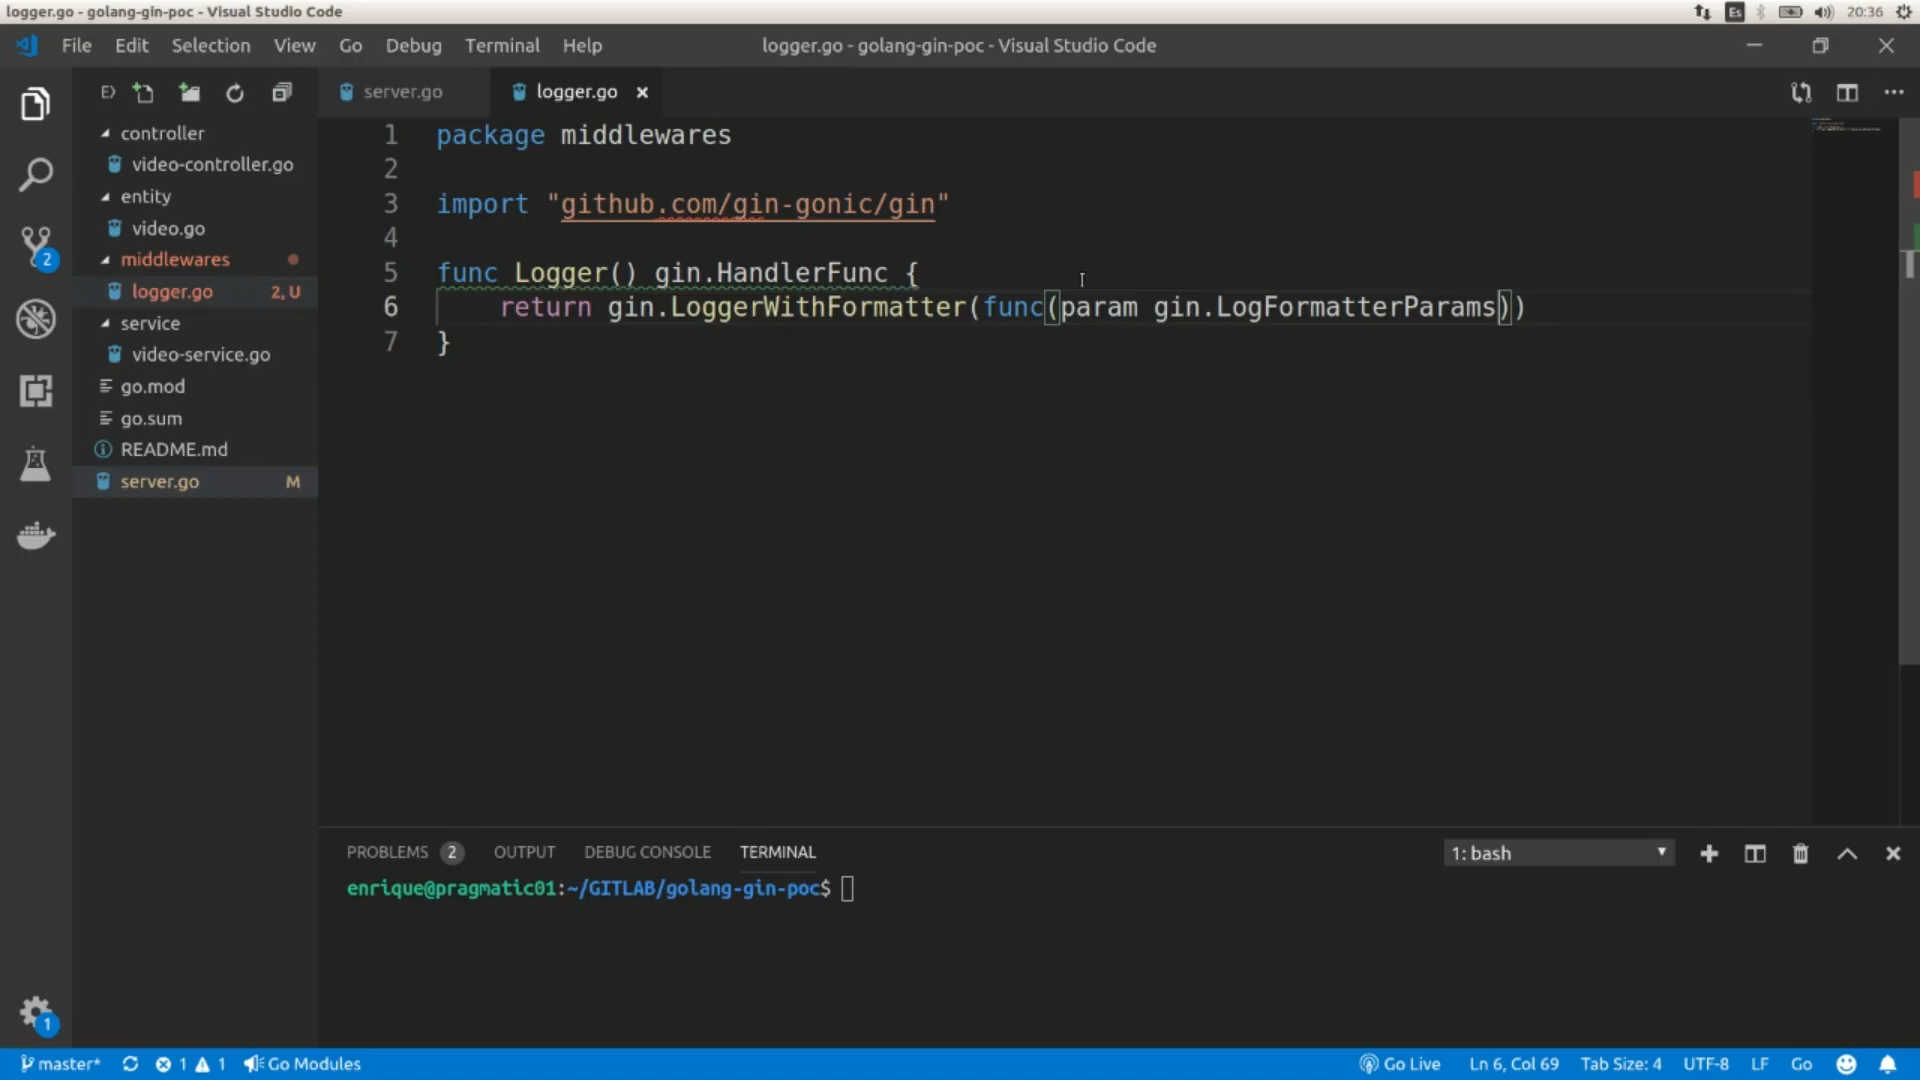 logger.go - golang-gin-poc - Visual Studio Code
Es 20:36
File Edit Selection View Go Debug Terminal Help
logger.go - golang-gin-poc - Visual Studio Code
server.go
logger.go
controller
video-controller.go
entity
video.go
middlewares
logger.go 2, U
service
video-service.go
go.mod
go.sum
README.md
server.go M
2
1
1 package middlewares
2
3 import "github.com/gin-gonic/gin"
4
5 func Logger() gin.HandlerFunc {
6 return gin.LoggerWithFormatter(func(param gin.LogFormatterParams))
7 }
PROBLEMS 2 OUTPUT DEBUG CONSOLE TERMINAL
1: bash
enrique@pragmatic01:~/GITLAB/golang-gin-poc$
master* 1 1 Go Modules
Go Live Ln 6, Col 69 Tab Size: 4 UTF-8 LF Go